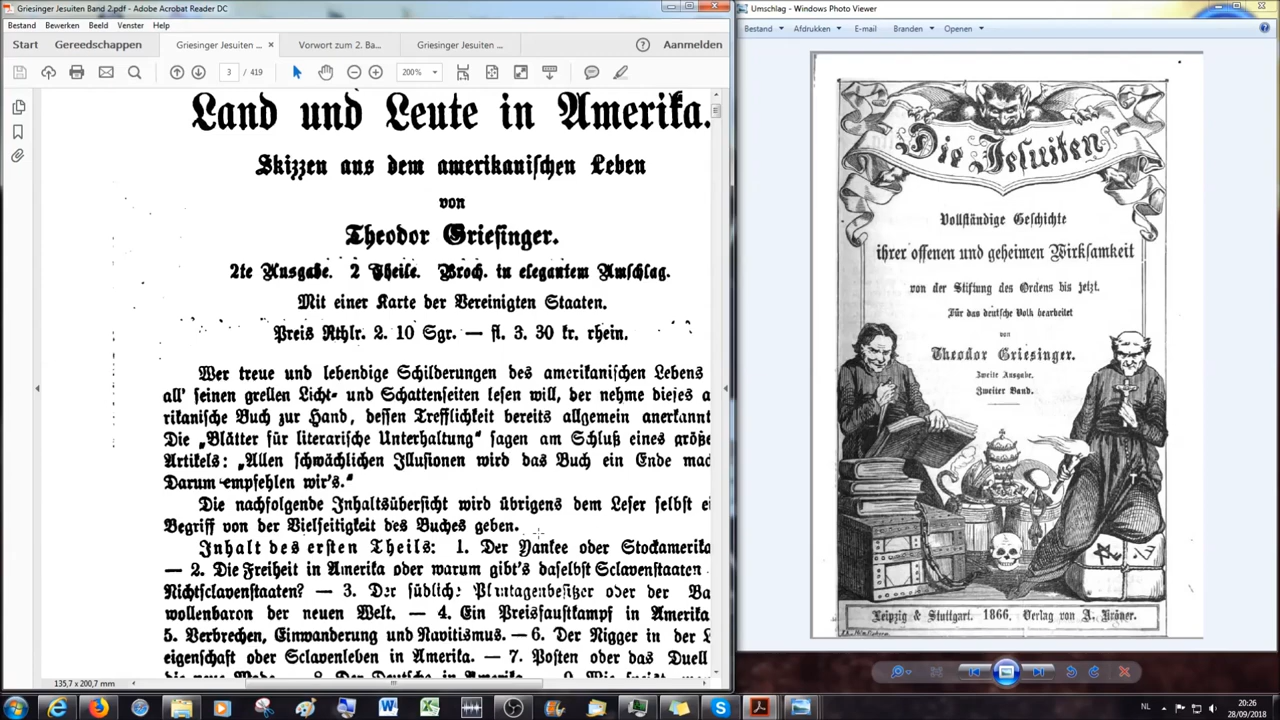 Griesinger Jesuiten Band 2.pdf - Adobe Acrobat Reader DC
Bestand Bewerken Beeld Venster Help
Start Gereedschappen Griesinger Jesuiten ... × Vorwort zum 2. Ba... Griesinger Jesuiten ... Aanmelden
3 / 419 200%
Land und Leute in Amerika.
Skizzen aus dem amerikanischen Leben
von
Theodor Griesinger.
2te Ausgabe. 2 Theile. Broch. in elegantem Umschlag.
Mit einer Karte der Vereinigten Staaten.
Preis Rthlr. 2. 10 Sgr. — fl. 3. 30 kr. rhein.
Wer treue und lebendige Schilderungen des amerikanischen Lebens
all' seinen grellen Licht- und Schattenseiten lesen will, der nehme dieses a
rikanische Buch zur Hand, dessen Trefflichkeit bereits allgemein anerkannt
Die „Blätter für literarische Unterhaltung“ sagen am Schluß eines größe
Artikels: „Allen schwächlichen Illusionen wird das Buch ein Ende mac
Darum empfehlen wir's.“
Die nachfolgende Inhaltsübersicht wird übrigens dem Leser selbst ei
Begriff von der Vielseitigkeit des Buches geben.
Inhalt des ersten Theils: 1. Der Yankee oder Stockamerika
— 2. Die Freiheit in Amerika oder warum gibt's daselbst Sclavenstaaten
Nichtsclavenstaaten? — 3. Der südliche Plantagenbesitzer oder der Ba
wollenbaron der neuen Welt. — 4. Ein Preisfaustkampf in Amerika
5. Verbrechen, Einwanderung und Navitismus. — 6. Der Nigger in der L
eigenschaft oder Sclavenleben in Amerika. — 7. Posten oder das Duell
135,7 x 200,7 mm
Umschlag - Windows Photo Viewer
Bestand Afdrukken E-mail Branden Openen
Die Jesuiten
Vollständige Geschichte
ihrer offenen und geheimen Wirksamkeit
von der Stiftung des Ordens bis jetzt.
Für das deutsche Volk bearbeitet
von
Theodor Griesinger.
Zweite Ausgabe.
Zweiter Band.
Leipzig & Stuttgart. 1866. Verlag von A. Kröner.
NL 20:26
28/09/2018